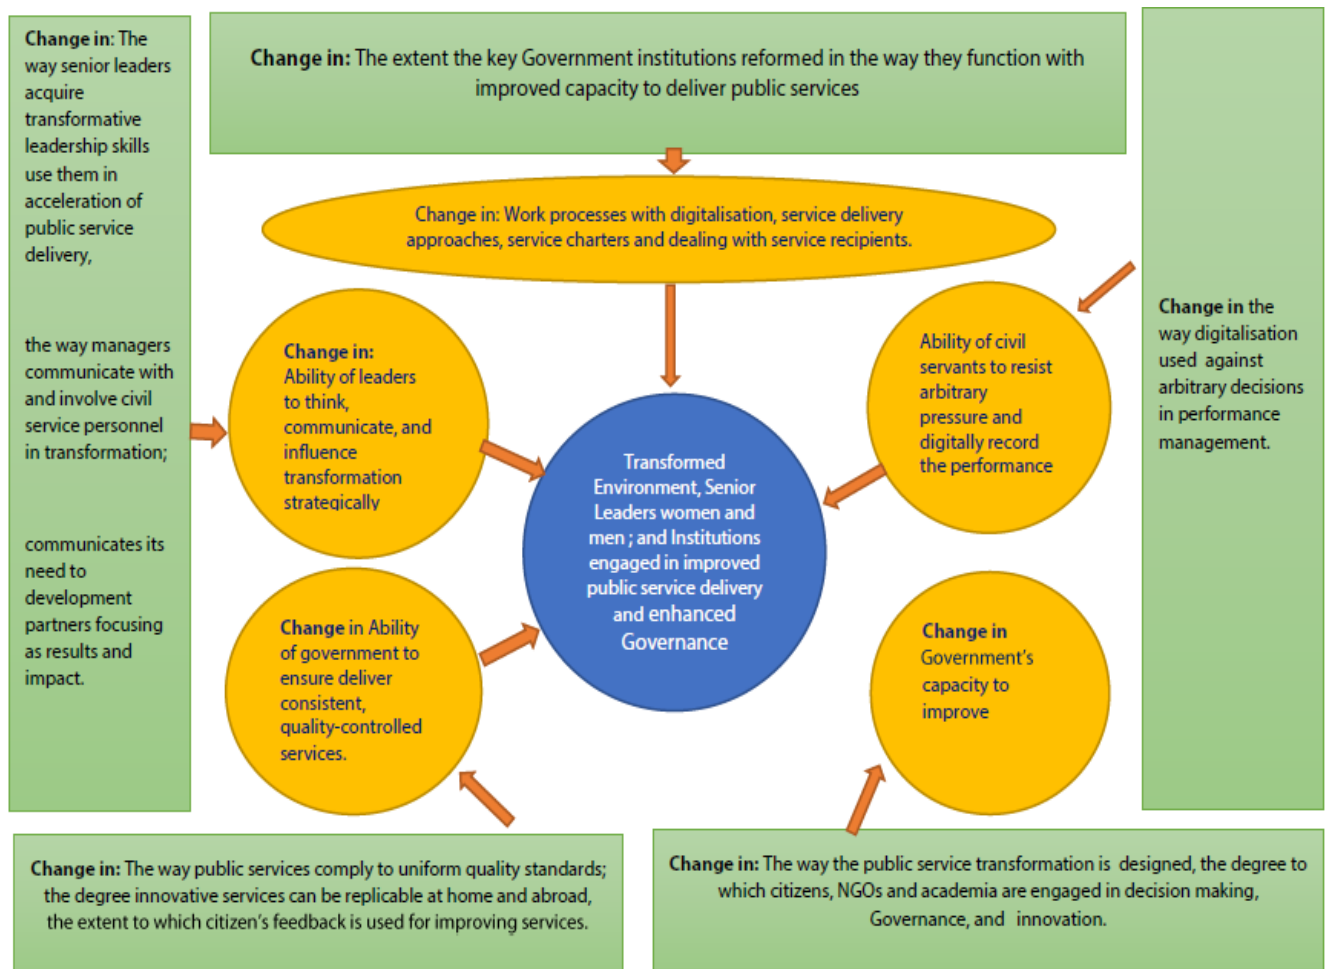 Change in: The
way senior leaders
acquire
transformative
leadership skills
use them in
acceleration of
public service
delivery,
the way managers
communicate with
and involve civil
service personnel
in transformation;
communicates its
need to
development
partners focusing
as results and
impact.
Change in: The extent the key Government institutions reformed in the way they function with
improved capacity to deliver public services
Change in: Work processes with digitalisation, service delivery
approaches, service charters and dealing with service recipients.
Change in:
Ability of leaders
to think,
communicate, and
influence
transformation
strategically
Ability of civil
servants to resist
arbitrary
pressure and
digitally record
the performance
Change in the
way digitalisation
used against
arbitrary decisions
in performance
management.
Transformed
Environment, Senior
Leaders women and
men ; and Institutions
engaged in improved
public service delivery
and enhanced
Governance
Change in Ability
of government to
ensure deliver
consistent,
quality-controlled
services.
Change in
Government's
capacity to
improve
Change in: The way public services comply to uniform quality standards;
the degree innovative services can be replicable at home and abroad,
the extent to which citizen's feedback is used for improving services.
Change in: The way the public service transformation is designed, the degree to
which citizens, NGOs and academia are engaged in decision making,
Governance, and innovation.